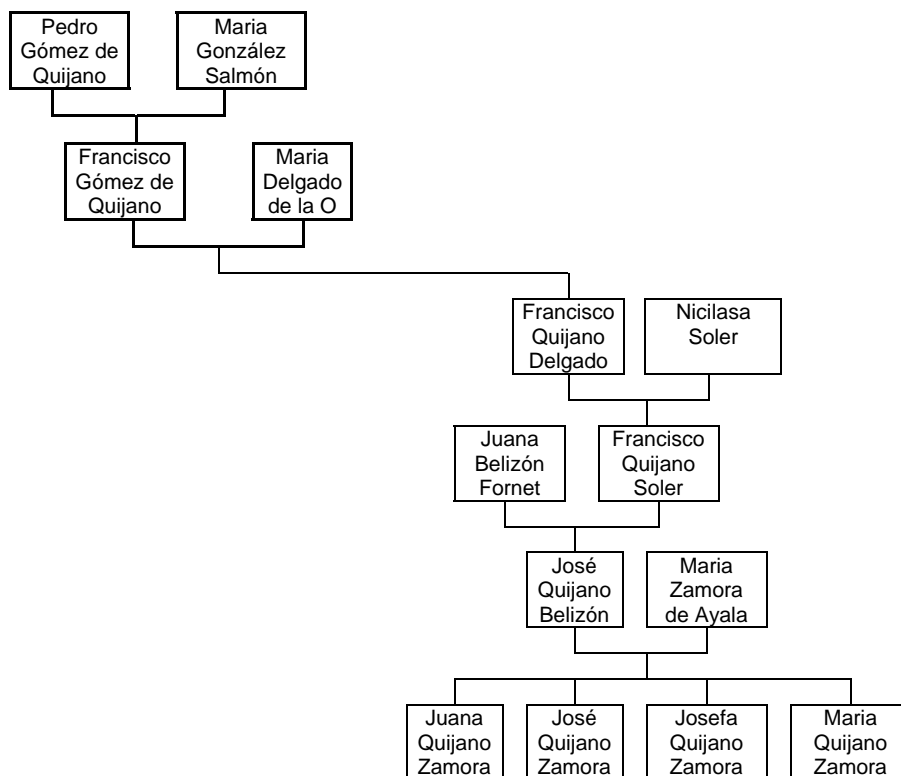 Pedro
Gómez de
Quijano
Maria
González
Salmón
Francisco
Gómez de
Quijano
Maria
Delgado
de la O
Francisco
Quijano
Delgado
Nicilasa
Soler
Juana
Belizón
Fornet
Francisco
Quijano
Soler
José
Quijano
Belizón
Maria
Zamora
de Ayala
Juana
Quijano
Zamora
José
Quijano
Zamora
Josefa
Quijano
Zamora
Maria
Quijano
Zamora